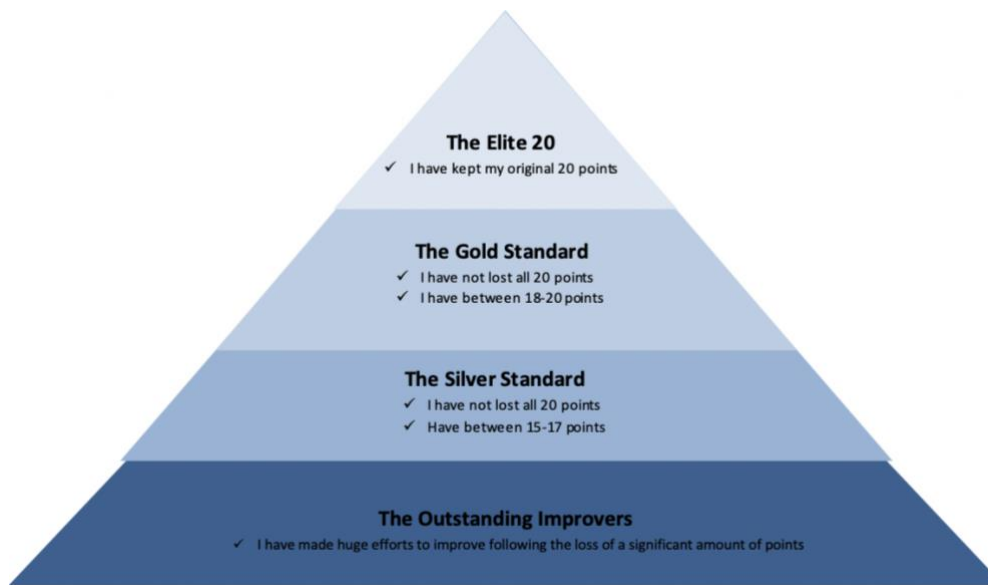 The Elite 20
✓ I have kept my original 20 points
The Gold Standard
✓ I have not lost all 20 points
✓ I have between 18-20 points
The Silver Standard
✓ I have not lost all 20 points
✓ Have between 15-17 points
The Outstanding Improvers
✓ I have made huge efforts to improve following the loss of a significant amount of points